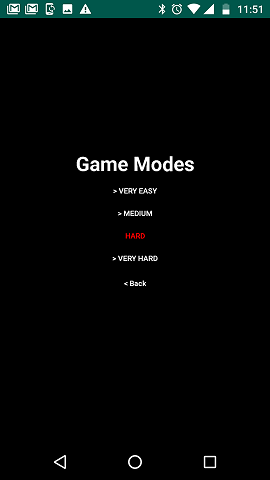 11:51
Game Modes
> VERY EASY
> MEDIUM
HARD
> VERY HARD
< Back